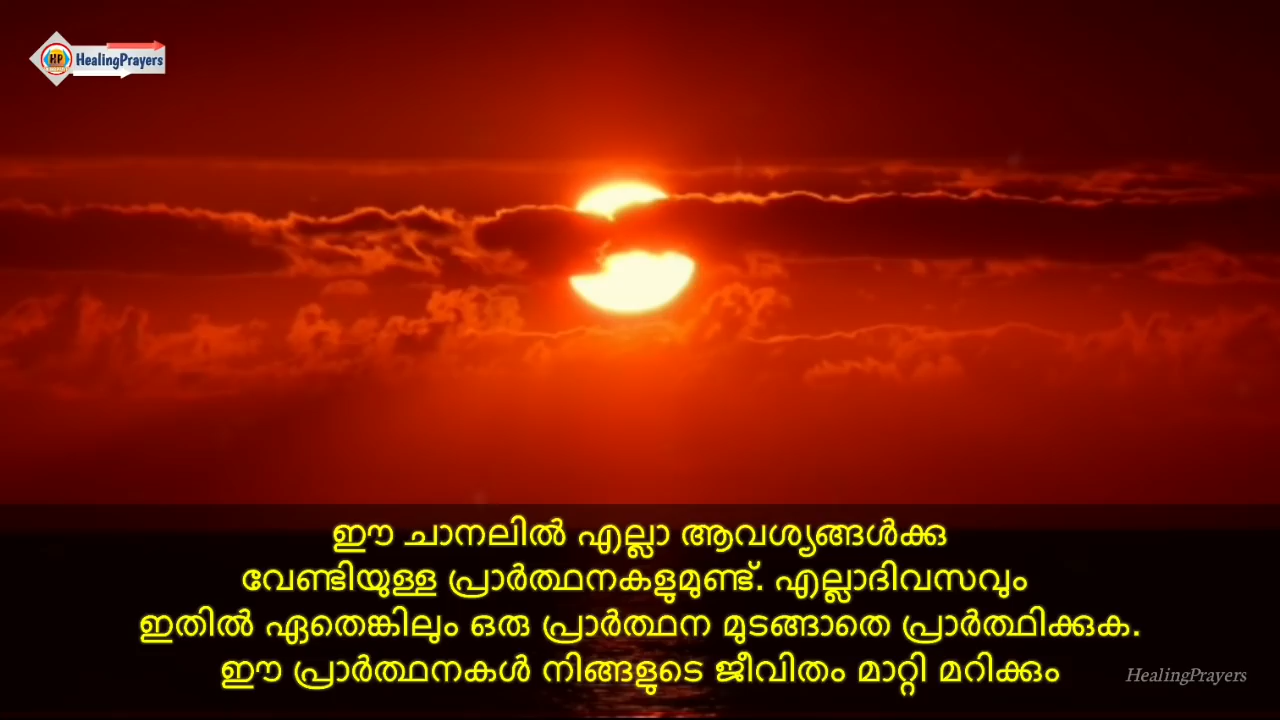 HP HealingPrayers
ഈ ചാനലിൽ എല്ലാ ആവശ്യങ്ങൾക്കു
വേണ്ടിയുള്ള പ്രാർത്ഥനകളുമുണ്ട്. എല്ലാദിവസവും
ഇതിൽ ഏതെങ്കിലും ഒരു പ്രാർത്ഥന മുടങ്ങാതെ പ്രാർത്ഥിക്കുക.
ഈ പ്രാർത്ഥനകൾ നിങ്ങളുടെ ജീവിതം മാറ്റി മറിക്കും
HealingPrayers